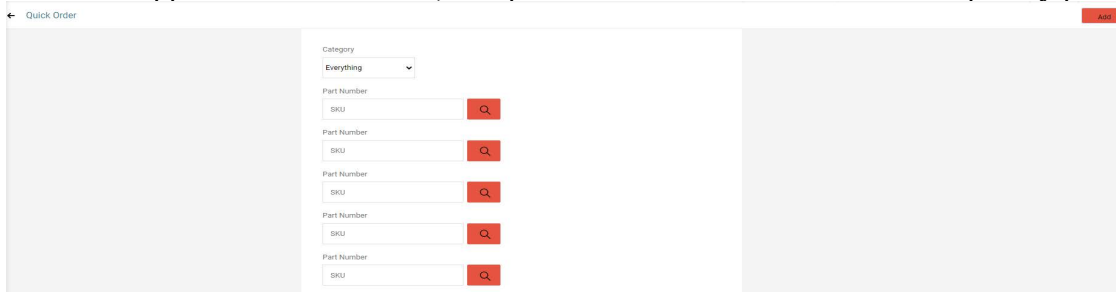 Quick Order
Add
Category
Everything
Part Number
SKU
Part Number
SKU
Part Number
SKU
Part Number
SKU
Part Number
SKU